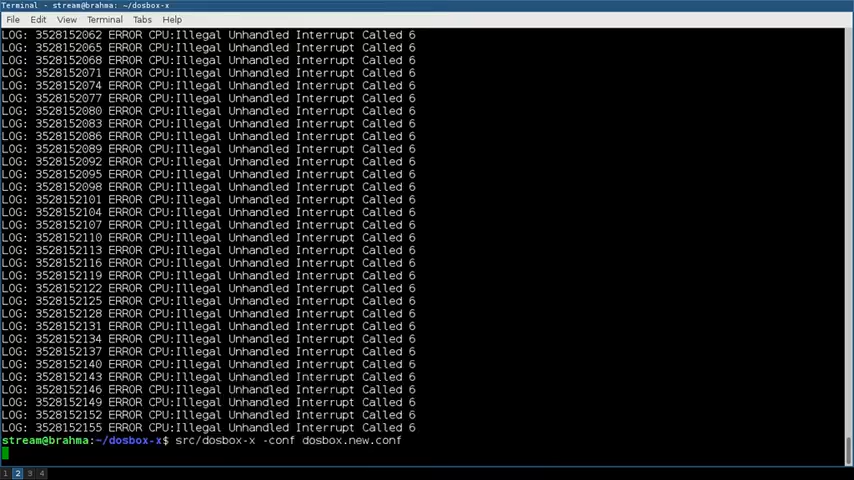 Terminal - stream@brahma: ~/dosbox-x
File Edit View Terminal Tabs Help
LOG: 3528152062 ERROR CPU:Illegal Unhandled Interrupt Called 6
LOG: 3528152065 ERROR CPU:Illegal Unhandled Interrupt Called 6
LOG: 3528152068 ERROR CPU:Illegal Unhandled Interrupt Called 6
LOG: 3528152071 ERROR CPU:Illegal Unhandled Interrupt Called 6
LOG: 3528152074 ERROR CPU:Illegal Unhandled Interrupt Called 6
LOG: 3528152077 ERROR CPU:Illegal Unhandled Interrupt Called 6
LOG: 3528152080 ERROR CPU:Illegal Unhandled Interrupt Called 6
LOG: 3528152083 ERROR CPU:Illegal Unhandled Interrupt Called 6
LOG: 3528152086 ERROR CPU:Illegal Unhandled Interrupt Called 6
LOG: 3528152089 ERROR CPU:Illegal Unhandled Interrupt Called 6
LOG: 3528152092 ERROR CPU:Illegal Unhandled Interrupt Called 6
LOG: 3528152095 ERROR CPU:Illegal Unhandled Interrupt Called 6
LOG: 3528152098 ERROR CPU:Illegal Unhandled Interrupt Called 6
LOG: 3528152101 ERROR CPU:Illegal Unhandled Interrupt Called 6
LOG: 3528152104 ERROR CPU:Illegal Unhandled Interrupt Called 6
LOG: 3528152107 ERROR CPU:Illegal Unhandled Interrupt Called 6
LOG: 3528152110 ERROR CPU:Illegal Unhandled Interrupt Called 6
LOG: 3528152113 ERROR CPU:Illegal Unhandled Interrupt Called 6
LOG: 3528152116 ERROR CPU:Illegal Unhandled Interrupt Called 6
LOG: 3528152119 ERROR CPU:Illegal Unhandled Interrupt Called 6
LOG: 3528152122 ERROR CPU:Illegal Unhandled Interrupt Called 6
LOG: 3528152125 ERROR CPU:Illegal Unhandled Interrupt Called 6
LOG: 3528152128 ERROR CPU:Illegal Unhandled Interrupt Called 6
LOG: 3528152131 ERROR CPU:Illegal Unhandled Interrupt Called 6
LOG: 3528152134 ERROR CPU:Illegal Unhandled Interrupt Called 6
LOG: 3528152137 ERROR CPU:Illegal Unhandled Interrupt Called 6
LOG: 3528152140 ERROR CPU:Illegal Unhandled Interrupt Called 6
LOG: 3528152143 ERROR CPU:Illegal Unhandled Interrupt Called 6
LOG: 3528152146 ERROR CPU:Illegal Unhandled Interrupt Called 6
LOG: 3528152149 ERROR CPU:Illegal Unhandled Interrupt Called 6
LOG: 3528152152 ERROR CPU:Illegal Unhandled Interrupt Called 6
LOG: 3528152155 ERROR CPU:Illegal Unhandled Interrupt Called 6
stream@brahma:~/dosbox-x$ src/dosbox-x -conf dosbox.new.conf
1 2 3 4